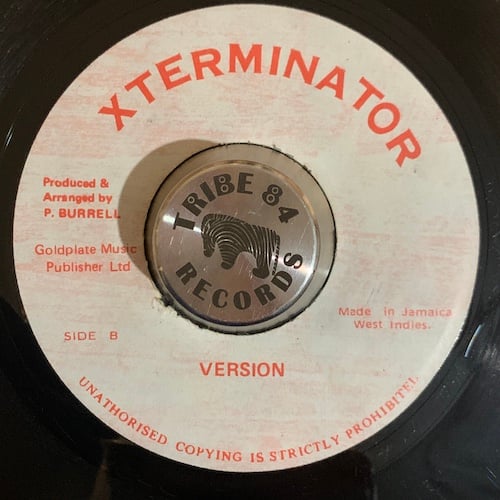 XTERMINATOR
Produced &
Arranged by
P. BURRELL
Goldplate Music
Publisher Ltd
TRIBE 84
RECORDS
Made in Jamaica
West Indies.
SIDE B
VERSION
UNATHORISED COPYING IS STRICTLY PROHIBITEL